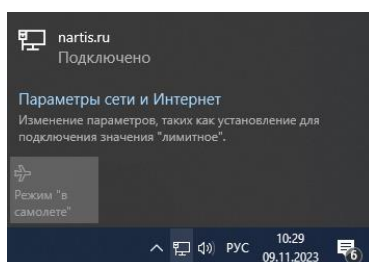 nartis.ru
Подключено
Параметры сети и Интернет
Изменение параметров, таких как установление для
подключения значения "лимитное".
Режим "в
самолете"
РУС
10:29
09.11.2023
6